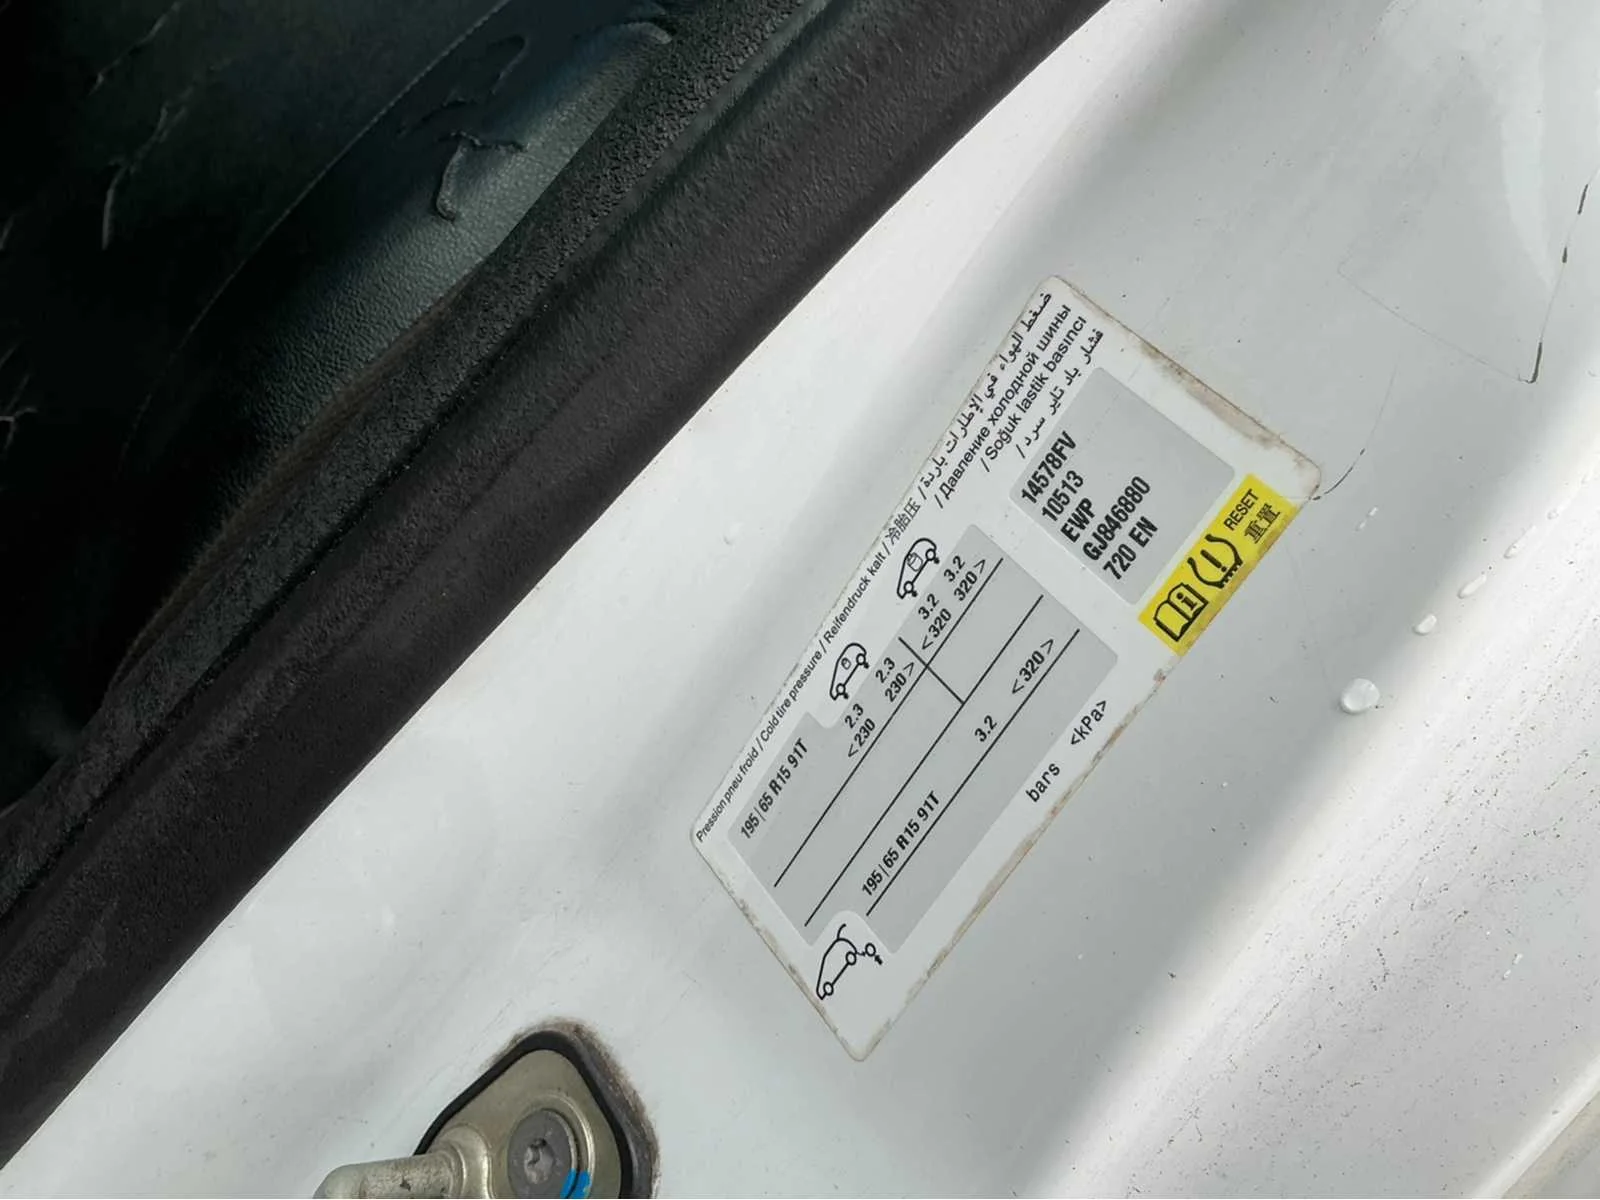 Pression pneu froid / Cold tire pressure / Reifendruck kalt / 冷胎压 / ضغط الهواء في الإطارات باردة
/ Давление холодной шины
/ Soğuk lastik basıncı
/ فشار باد تایر سرد
195|65 R15 91T
2.3 2.3
<230 230>
3.2 3.2
<320 320>
195|65 R15 91T
3.2 <320>
bars <kPa>
14578FV
10513
EWP
GJ846880
720 EN
i
! RESET
重置